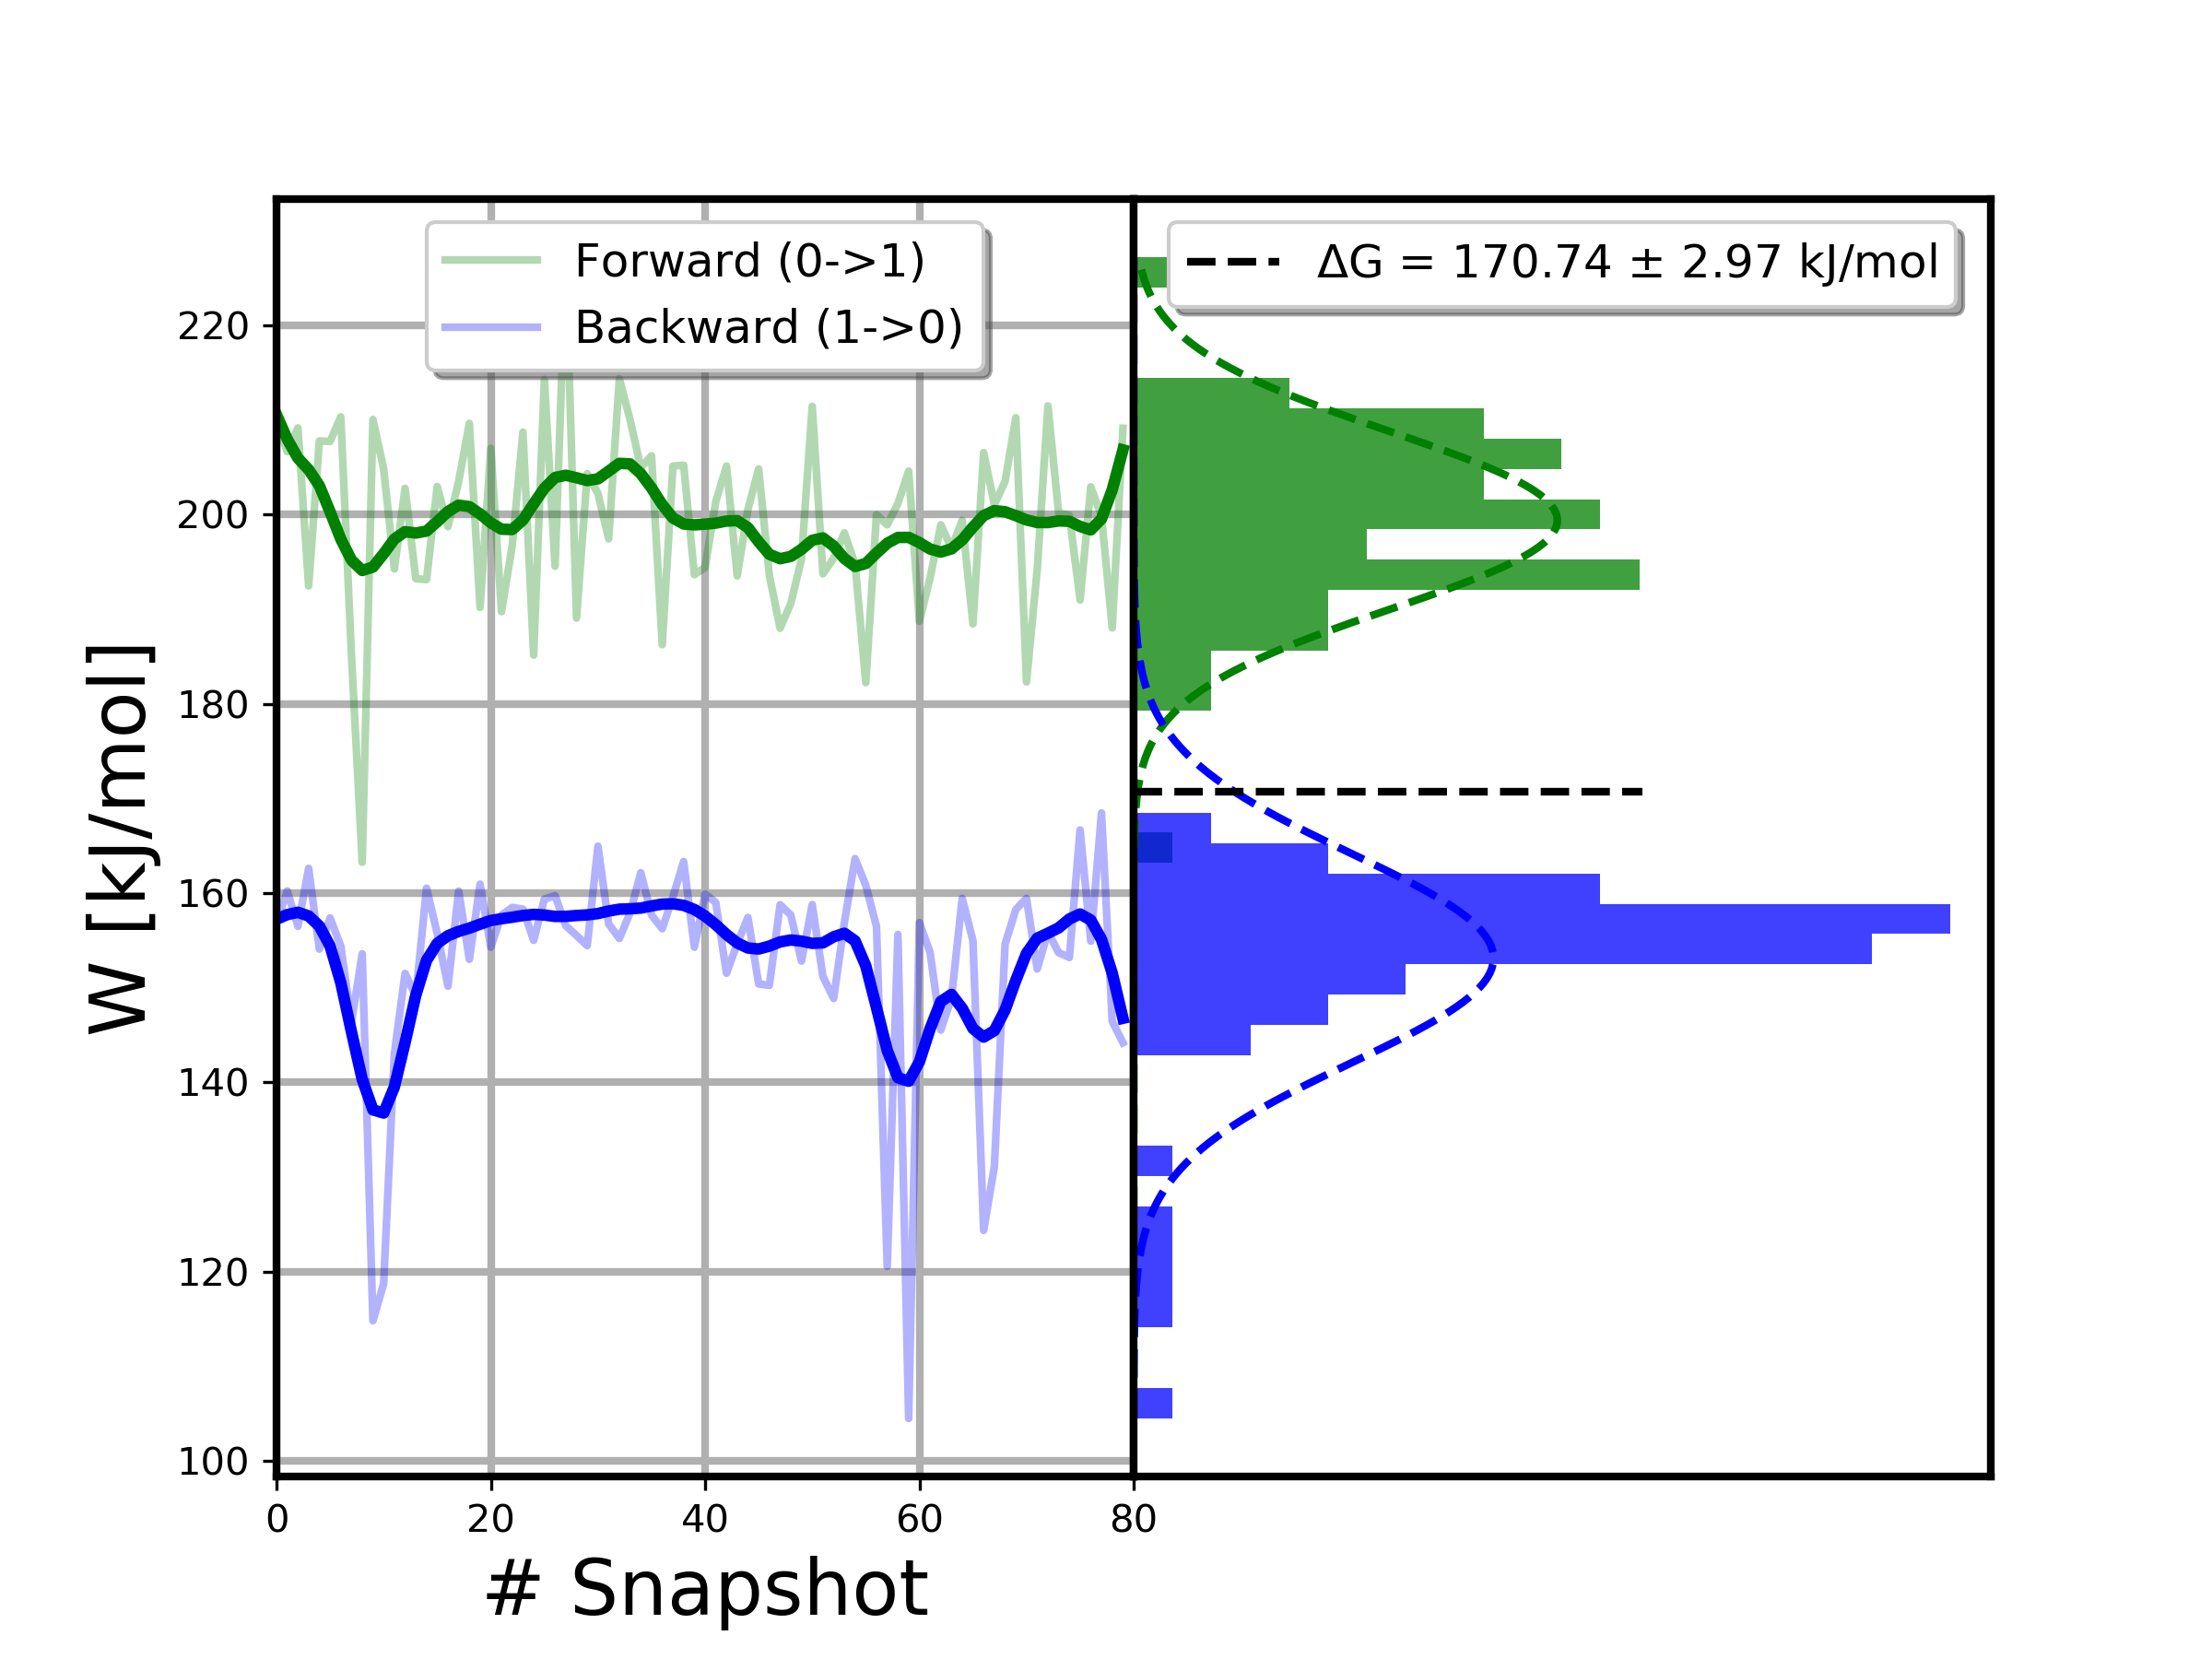 Forward (0->1)
Backward (1->0)
ΔG = 170.74 ± 2.97 kJ/mol
W [kJ/mol]
220
200
180
160
140
120
100
0 20 40 60 80
# Snapshot